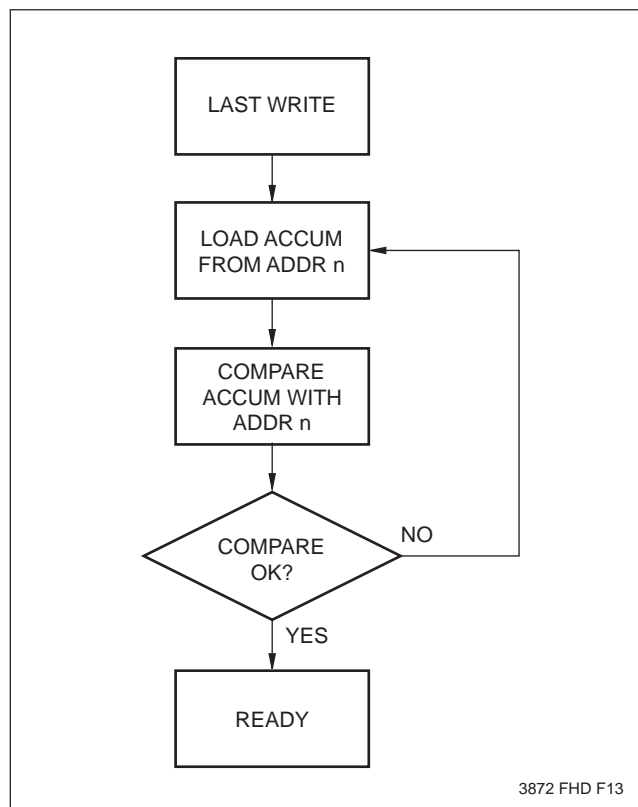 LAST WRITE
LOAD ACCUM
FROM ADDR n
COMPARE
ACCUM WITH
ADDR n
COMPARE
OK?
NO
YES
READY
3872 FHD F13